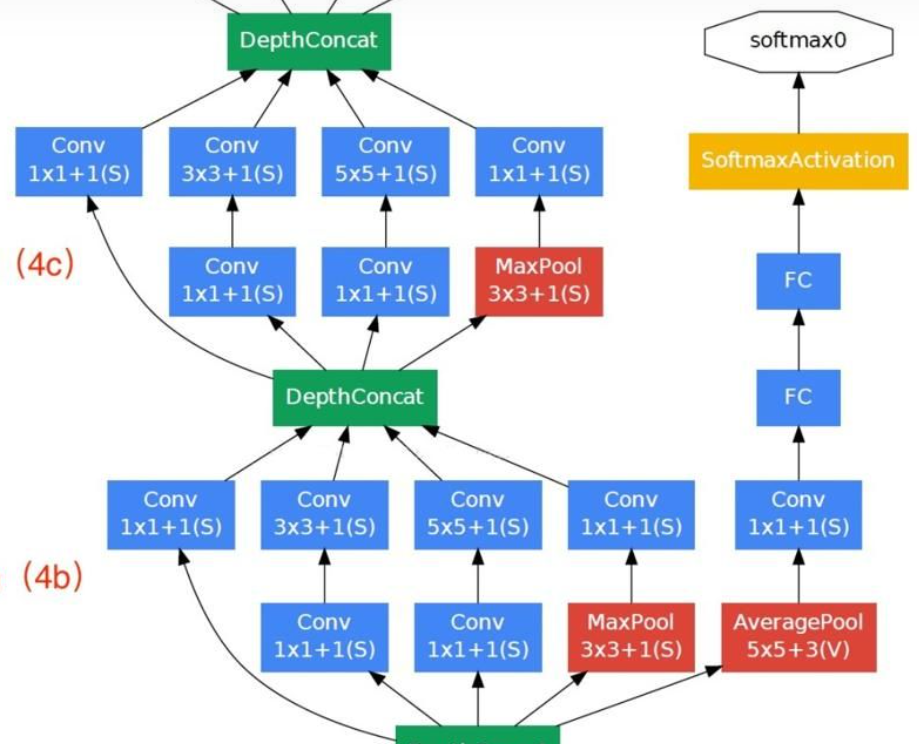 DepthConcat
softmax0
Conv
1x1+1(S)
Conv
3x3+1(S)
Conv
5x5+1(S)
Conv
1x1+1(S)
SoftmaxActivation
(4c)
Conv
1x1+1(S)
Conv
1x1+1(S)
MaxPool
3x3+1(S)
FC
DepthConcat
FC
Conv
1x1+1(S)
Conv
3x3+1(S)
Conv
5x5+1(S)
Conv
1x1+1(S)
Conv
1x1+1(S)
(4b)
Conv
1x1+1(S)
Conv
1x1+1(S)
MaxPool
3x3+1(S)
AveragePool
5x5+3(V)